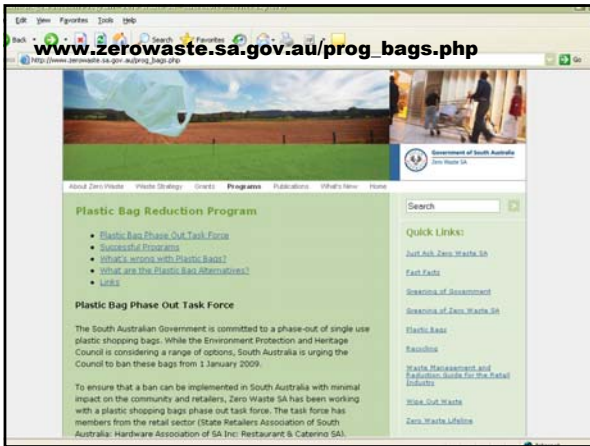 Edit View Favorites Tools Help
Back Search Favorites
www.zerowaste.sa.gov.au/prog_bags.php
http://www.zerowaste.sa.gov.au/prog_bags.php Go
Government of South Australia
Zero Waste SA
About Zero Waste Waste Strategy Grants Programs Publications What's New Home
Search
Plastic Bag Reduction Program
Plastic Bag Phase Out Task Force
Successful Programs
What's wrong with Plastic Bags?
What are the Plastic Bag Alternatives?
Links
Plastic Bag Phase Out Task Force
The South Australian Government is committed to a phase-out of single use
plastic shopping bags. While the Environment Protection and Heritage
Council is considering a range of options, South Australia is urging the
Council to ban these bags from 1 January 2009.
To ensure that a ban can be implemented in South Australia with minimal
impact on the community and retailers, Zero Waste SA has been working
with a plastic shopping bags phase out task force. The task force has
members from the retail sector (State Retailers Association of South
Australia; Hardware Association of SA Inc; Restaurant & Catering SA),
Quick Links:
Just Ask Zero Waste SA
Fast Facts
Greening of Government
Greening of Zero Waste SA
Plastic Bags
Recycling
Waste Management and
Reduction Guide for the Retail
Industry
Wipe Out Waste
Zero Waste Lifeline
Internet